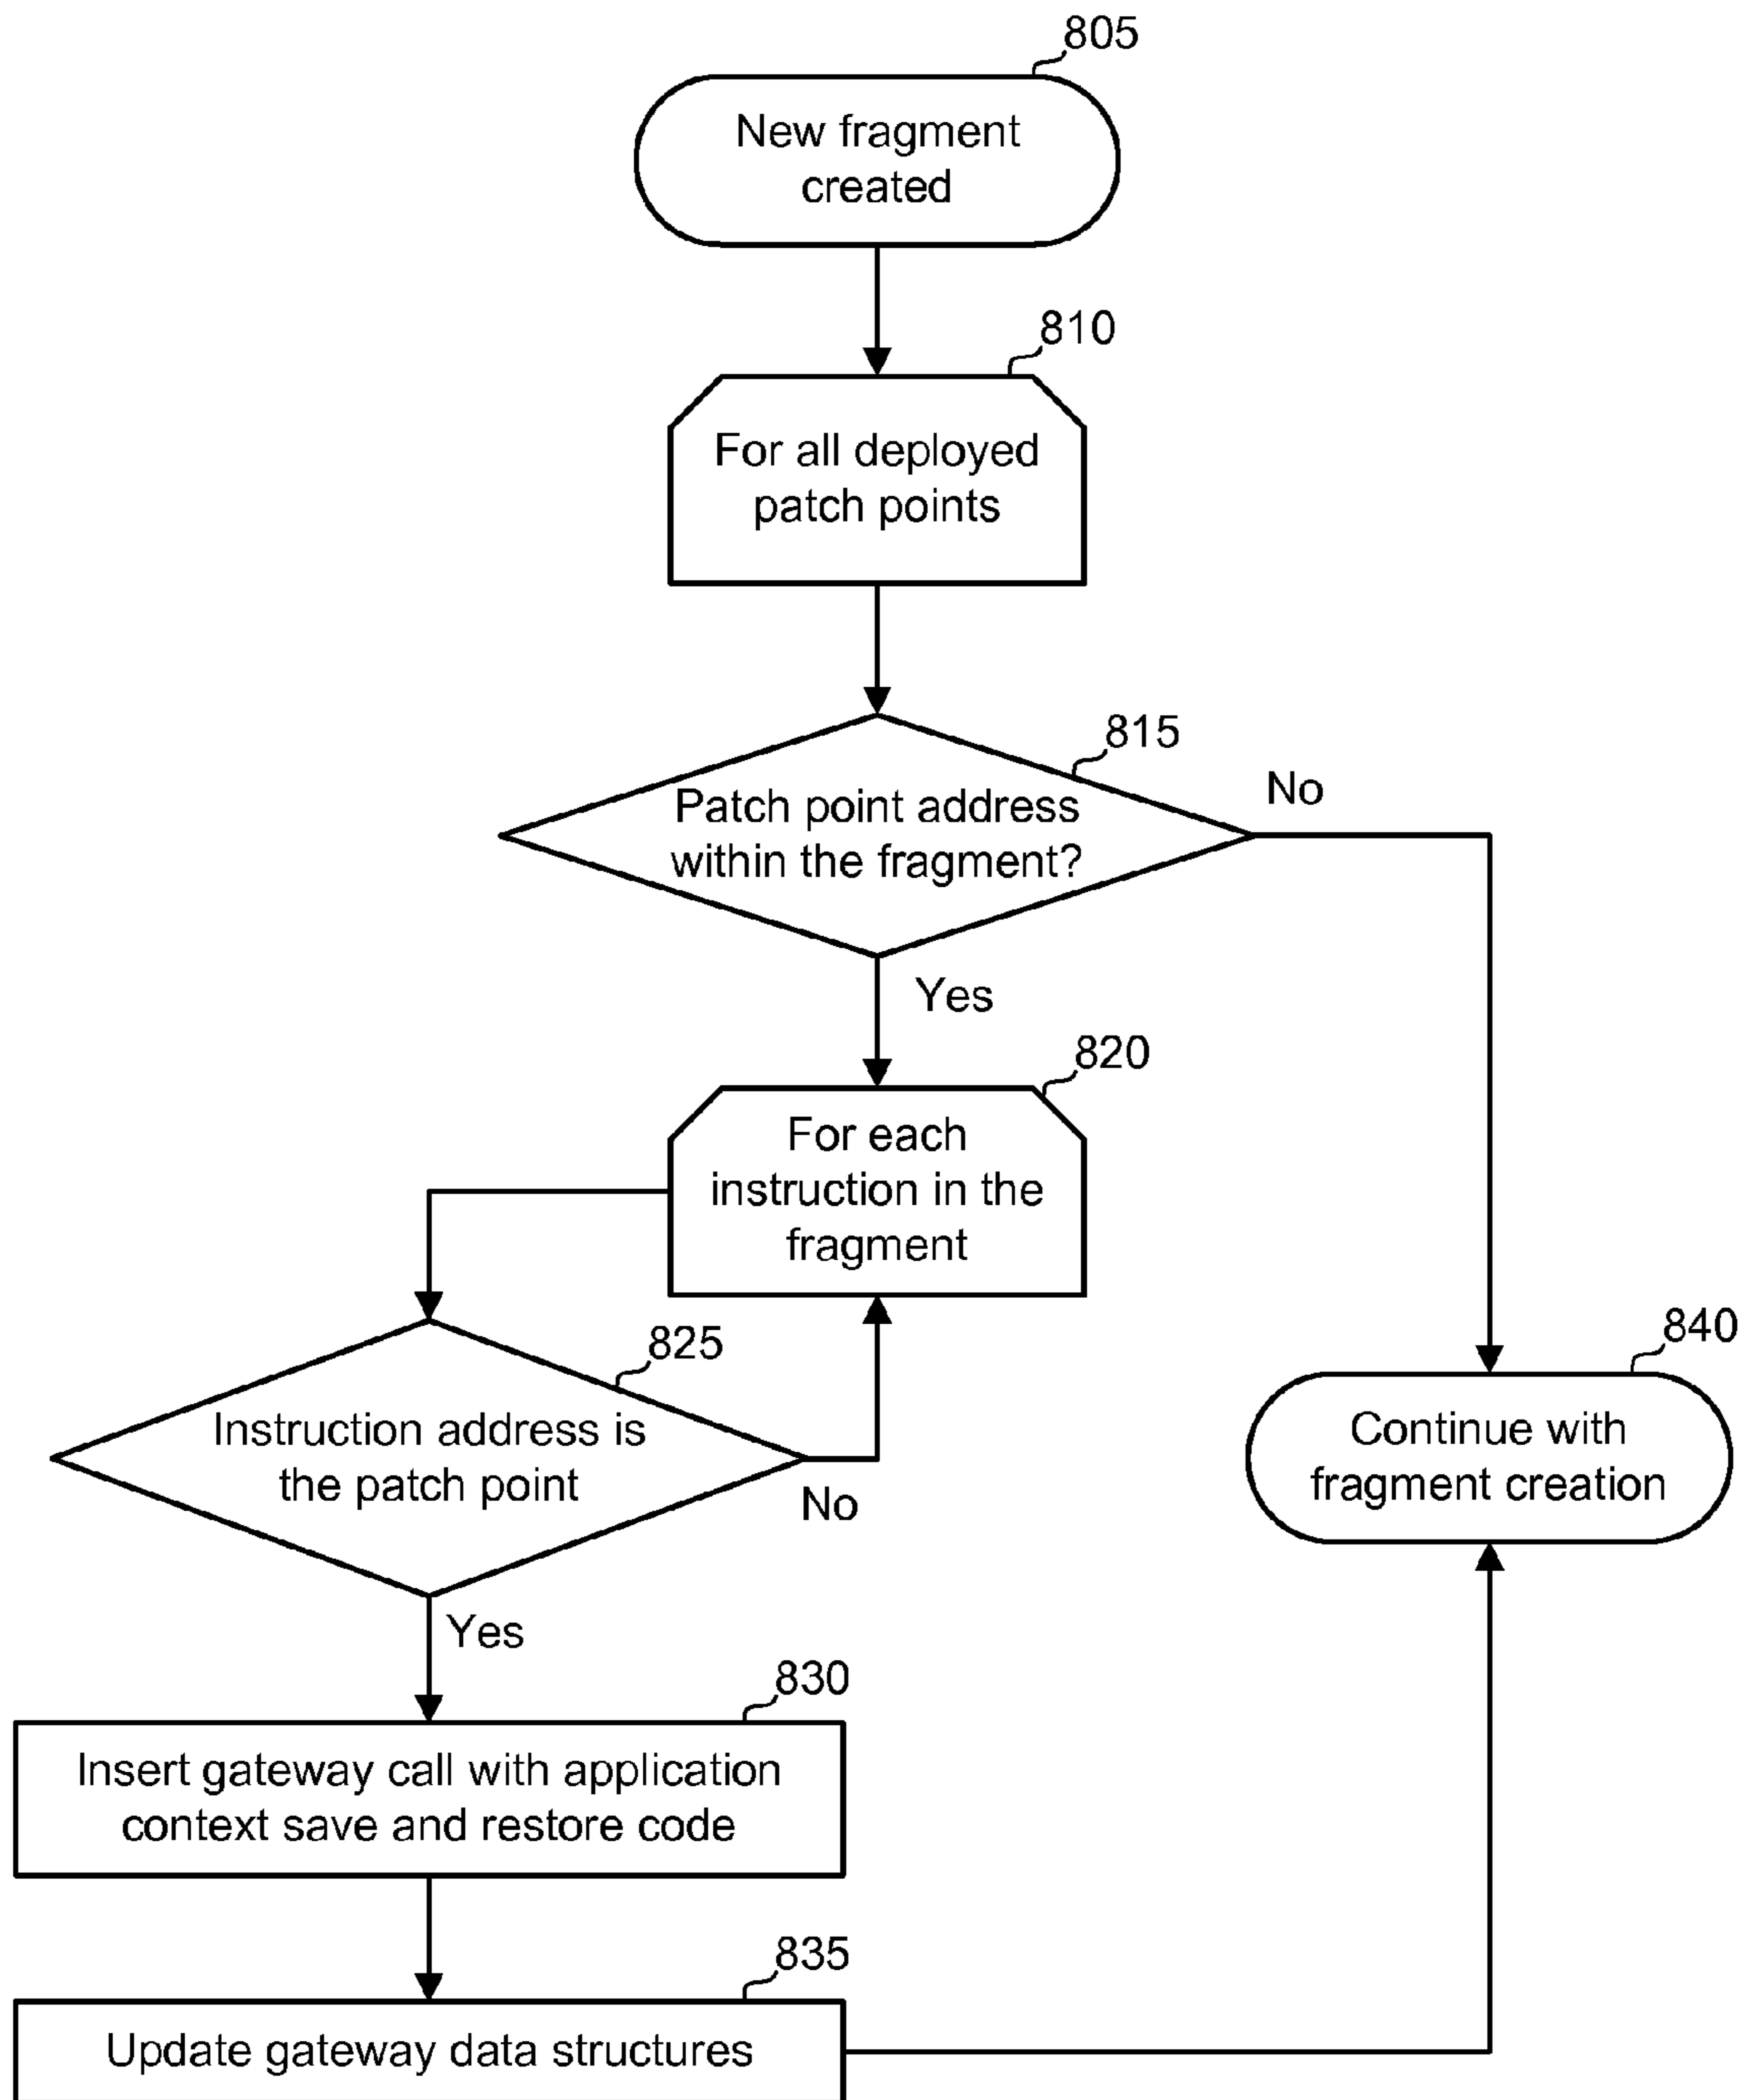 805
New fragment
created
810
For all deployed
patch points
815
Patch point address
within the fragment?
No
Yes
820
For each
instruction in the
fragment
825
Instruction address is
the patch point
No
Yes
830
Insert gateway call with application
context save and restore code
835
Update gateway data structures
840
Continue with
fragment creation